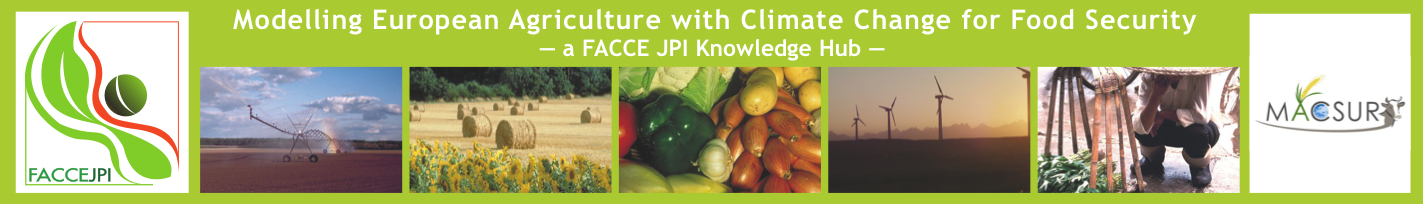 Modelling European Agriculture with Climate Change for Food Security
— a FACCE JPI Knowledge Hub —
FACCEJPI
MACSUR